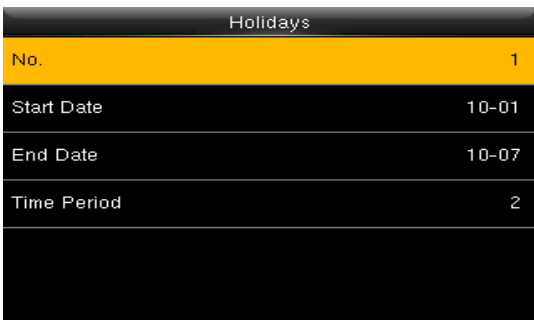 Holidays
No. 1
Start Date 10-01
End Date 10-07
Time Period 2